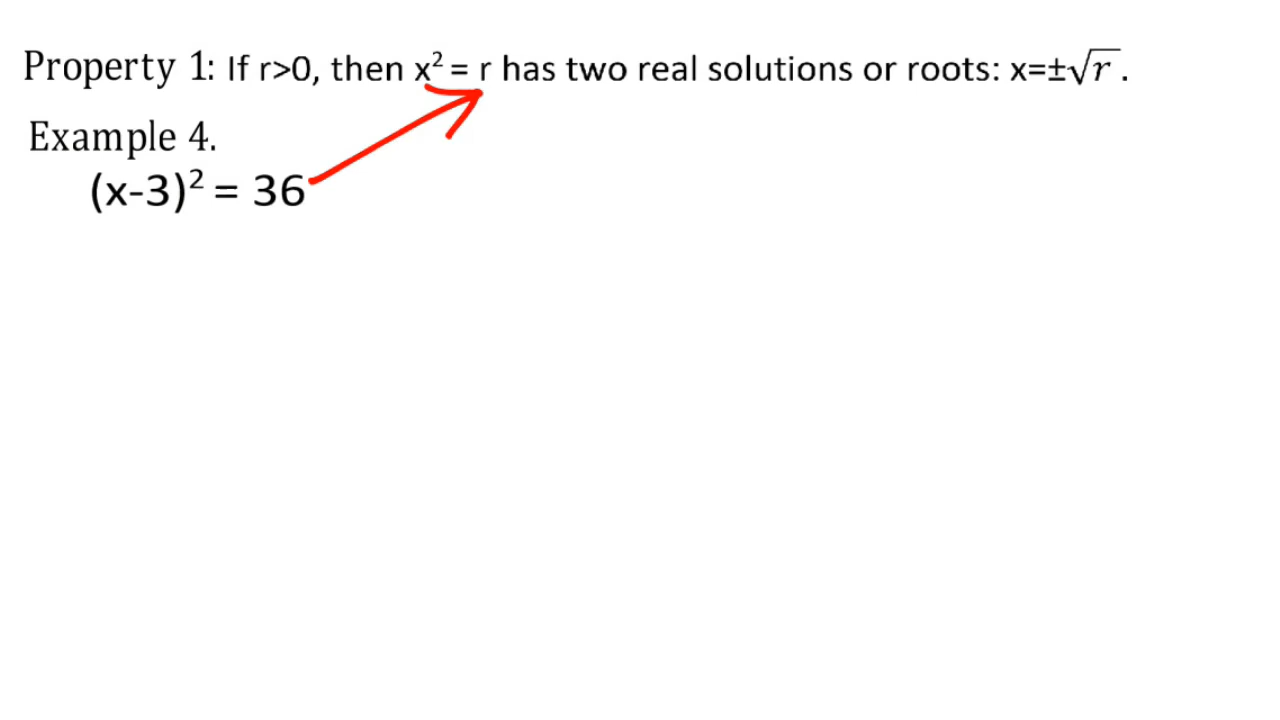 Property 1: If r>0, then x² = r has two real solutions or roots: x=±√r .
Example 4.
(x-3)² = 36